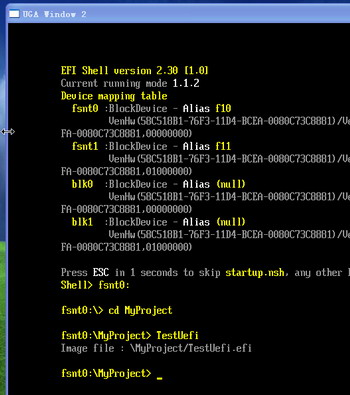 UGA Window 2
EFI Shell version 2.30 [1.0]
Current running mode 1.1.2
Device mapping table
fsnt0 :BlockDevice - Alias f10
VenHw(58C518B1-76F3-11D4-BCEA-0080C73C8881)/Ve
FA-0080C73C8881,00000000)
fsnt1 :BlockDevice - Alias f11
VenHw(58C518B1-76F3-11D4-BCEA-0080C73C8881)/Ve
FA-0080C73C8881,01000000)
blk0 :BlockDevice - Alias (null)
VenHw(58C518B1-76F3-11D4-BCEA-0080C73C8881)/Ve
FA-0080C73C8881,00000000)
blk1 :BlockDevice - Alias (null)
VenHw(58C518B1-76F3-11D4-BCEA-0080C73C8881)/Ve
FA-0080C73C8881,01000000)
Press ESC in 1 seconds to skip startup.nsh, any other
Shell> fsnt0:
fsnt0:\> cd MyProject
fsnt0:\MyProject> TestUefi
Image file : \MyProject/TestUefi.efi
fsnt0:\MyProject> _